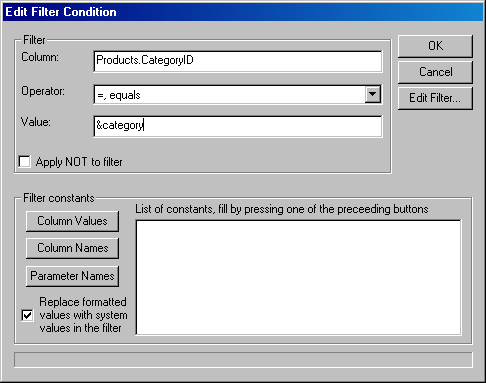 Edit Filter Condition
Filter
Column:
Products.CategoryID
Operator:
=, equals
Value:
&category
Apply NOT to filter
OK
Cancel
Edit Filter...
Filter constants
Column Values
Column Names
Parameter Names
Replace formatted
values with system
values in the filter
List of constants, fill by pressing one of the preceeding buttons